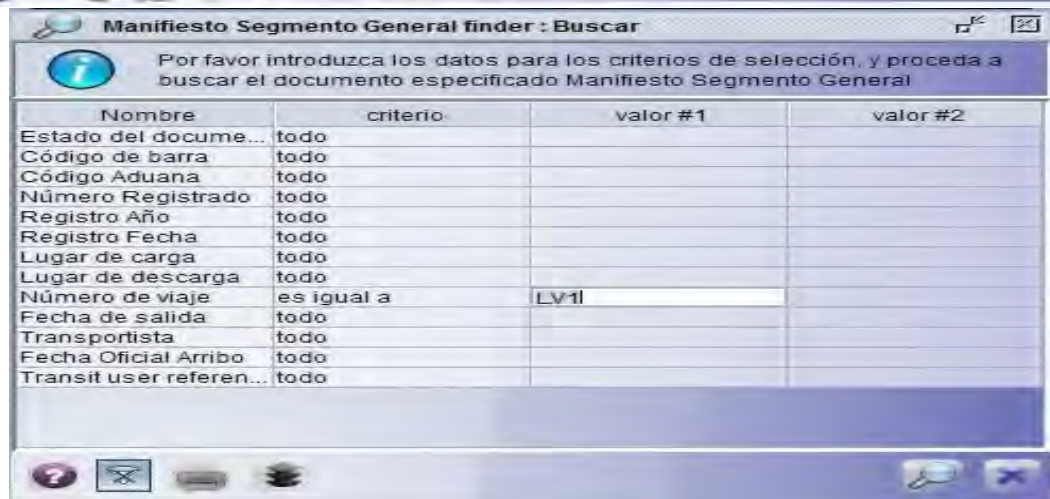 Manifiesto Segmento General finder : Buscar
Por favor introduzca los datos para los criterios de selección, y proceda a
buscar el documento especificado Manifiesto Segmento General
Nombre criterio valor #1 valor #2
Estado del docume... todo
Código de barra todo
Código Aduana todo
Número Registrado todo
Registro Año todo
Registro Fecha todo
Lugar de carga todo
Lugar de descarga todo
Número de viaje es igual a LV1
Fecha de salida todo
Transportista todo
Fecha Oficial Arribo todo
Transit user referen... todo